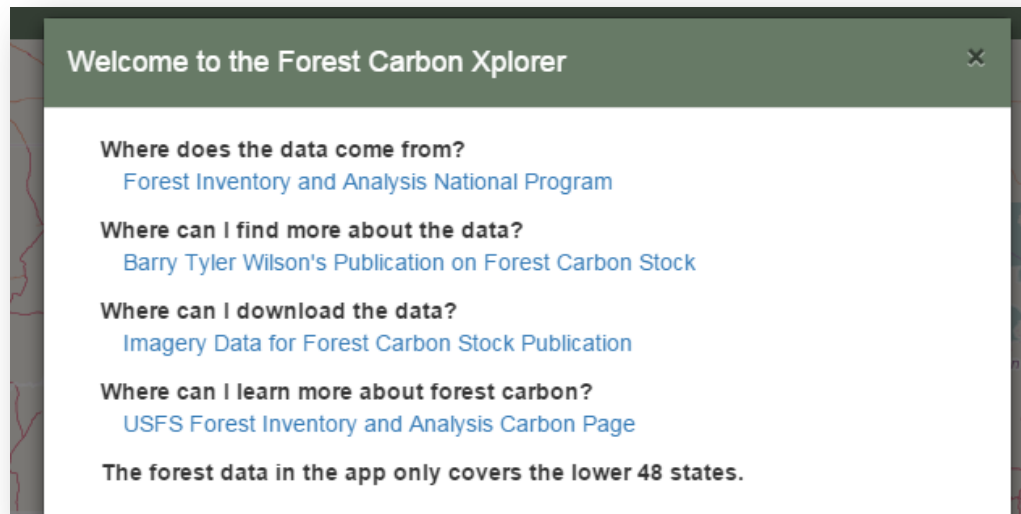 Welcome to the Forest Carbon Xplorer ×
Where does the data come from?
Forest Inventory and Analysis National Program
Where can I find more about the data?
Barry Tyler Wilson's Publication on Forest Carbon Stock
Where can I download the data?
Imagery Data for Forest Carbon Stock Publication
Where can I learn more about forest carbon?
USFS Forest Inventory and Analysis Carbon Page
The forest data in the app only covers the lower 48 states.